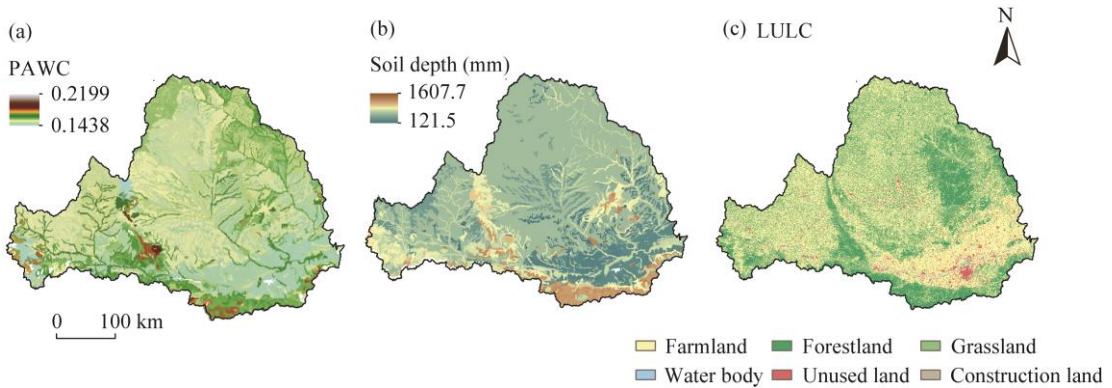 (a)
PAWC
0.2199
0.1438
0 100 km
(b)
Soil depth (mm)
1607.7
121.5
(c) LULC
N
Farmland Forestland Grassland
Water body Unused land Construction land